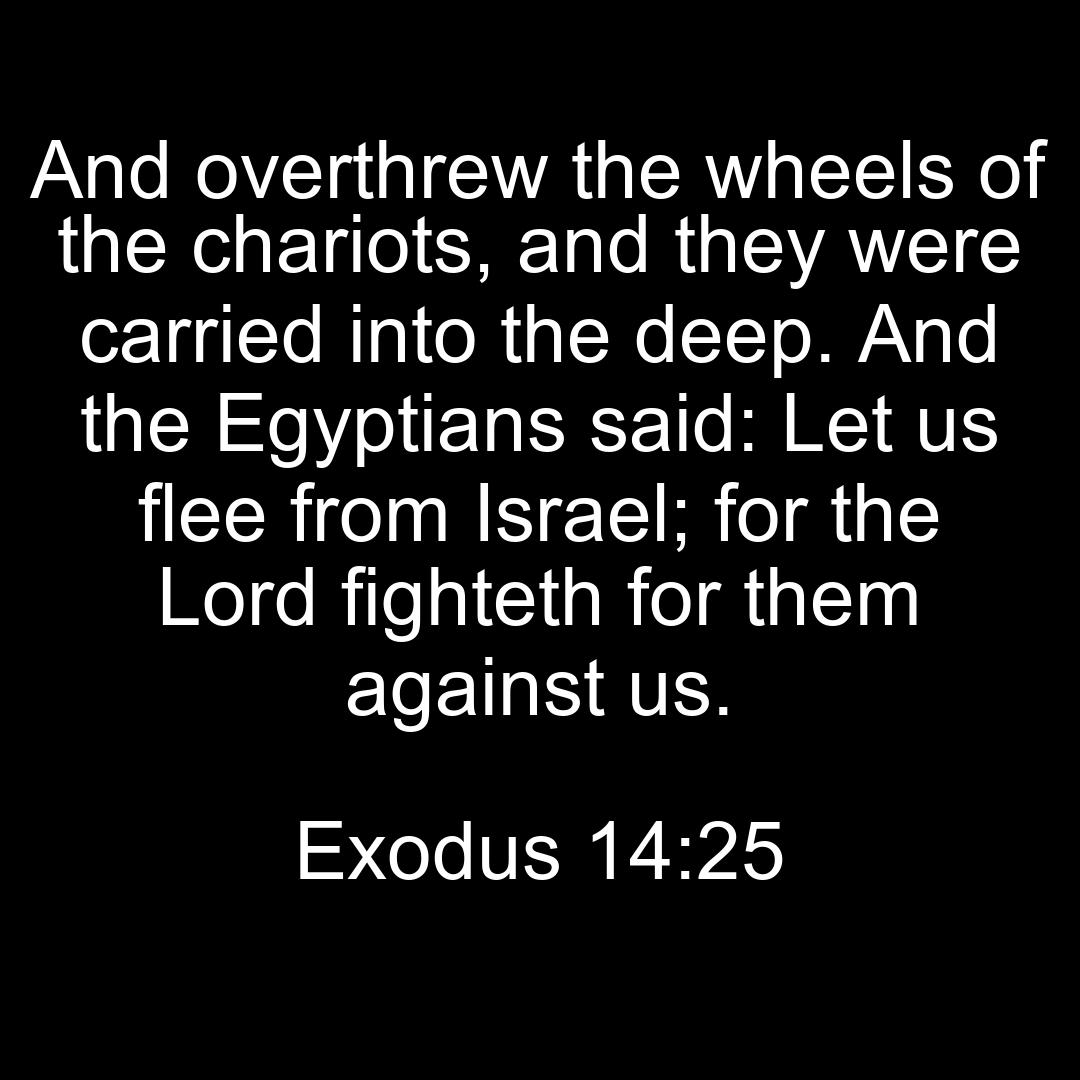 And overthrew the wheels of
the chariots, and they were
carried into the deep. And
the Egyptians said: Let us
flee from Israel; for the
Lord fighteth for them
against us.
Exodus 14:25